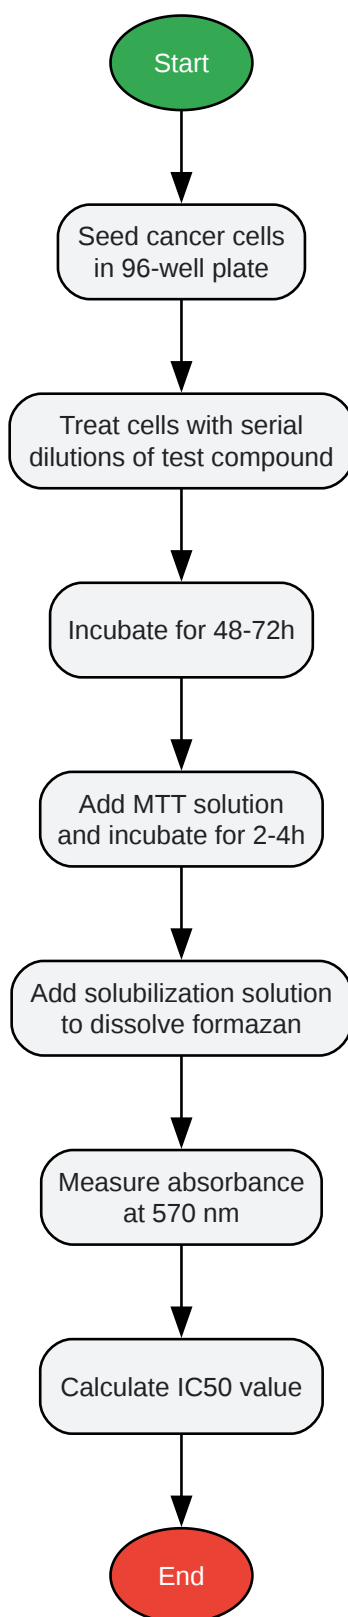 Start
Seed cancer cells
in 96-well plate
Treat cells with serial
dilutions of test compound
Incubate for 48-72h
Add MTT solution
and incubate for 2-4h
Add solubilization solution
to dissolve formazan
Measure absorbance
at 570 nm
Calculate IC50 value
End